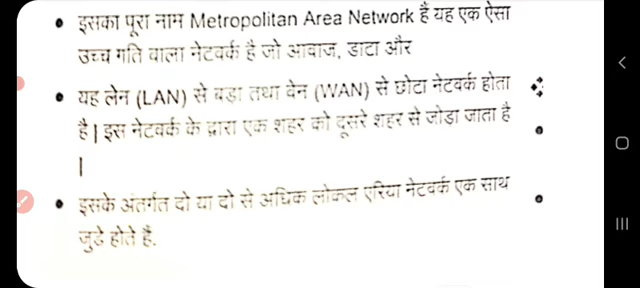 • इसका पूरा नाम Metropolitan Area Network हैं यह एक ऐसा
उच्च गति वाला नेटवर्क है जो आवाज, डाटा और
• यह लेन (LAN) से बडा तथा वेन (WAN) से छोटा नेटवर्क होता
है | इस नेटवर्क के द्वारा एक शहर को दूसरे शहर से जोड़ा जाता है
|
• इसके अंतर्गत दो या दो से अधिक लोकल एरिया नेटवर्क एक साथ
जुडे होते हैं.